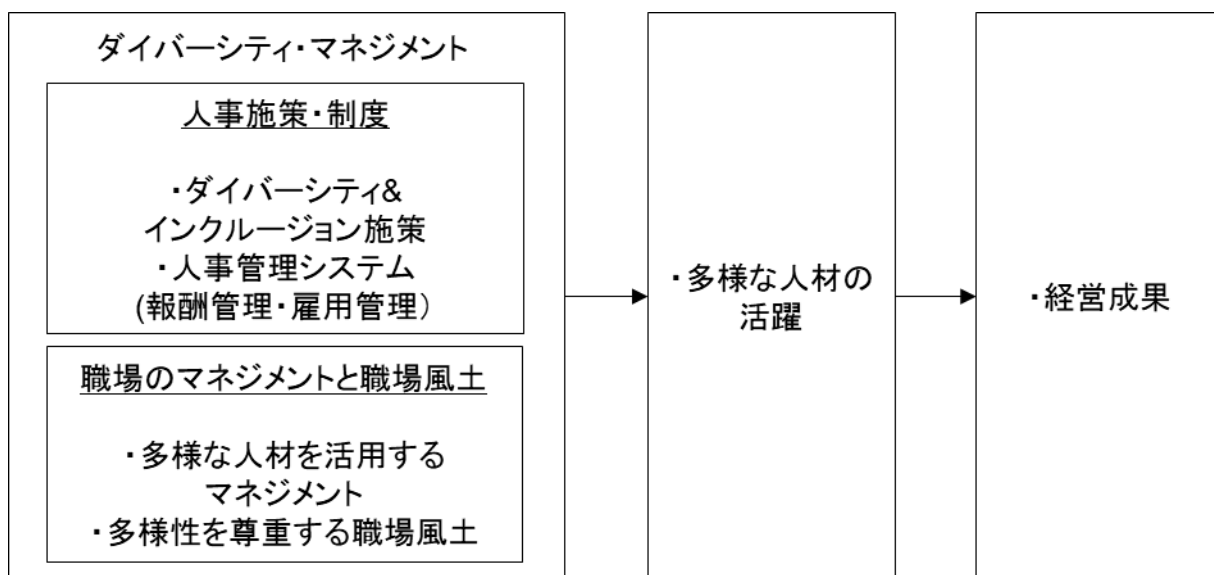 ダイバーシティ・マネジメント
人事施策・制度
・ダイバーシティ&
インクルージョン施策
・人事管理システム
(報酬管理・雇用管理）
職場のマネジメントと職場風土
・多様な人材を活用する
マネジメント
・多様性を尊重する職場風土
・多様な人材の
活躍
・経営成果